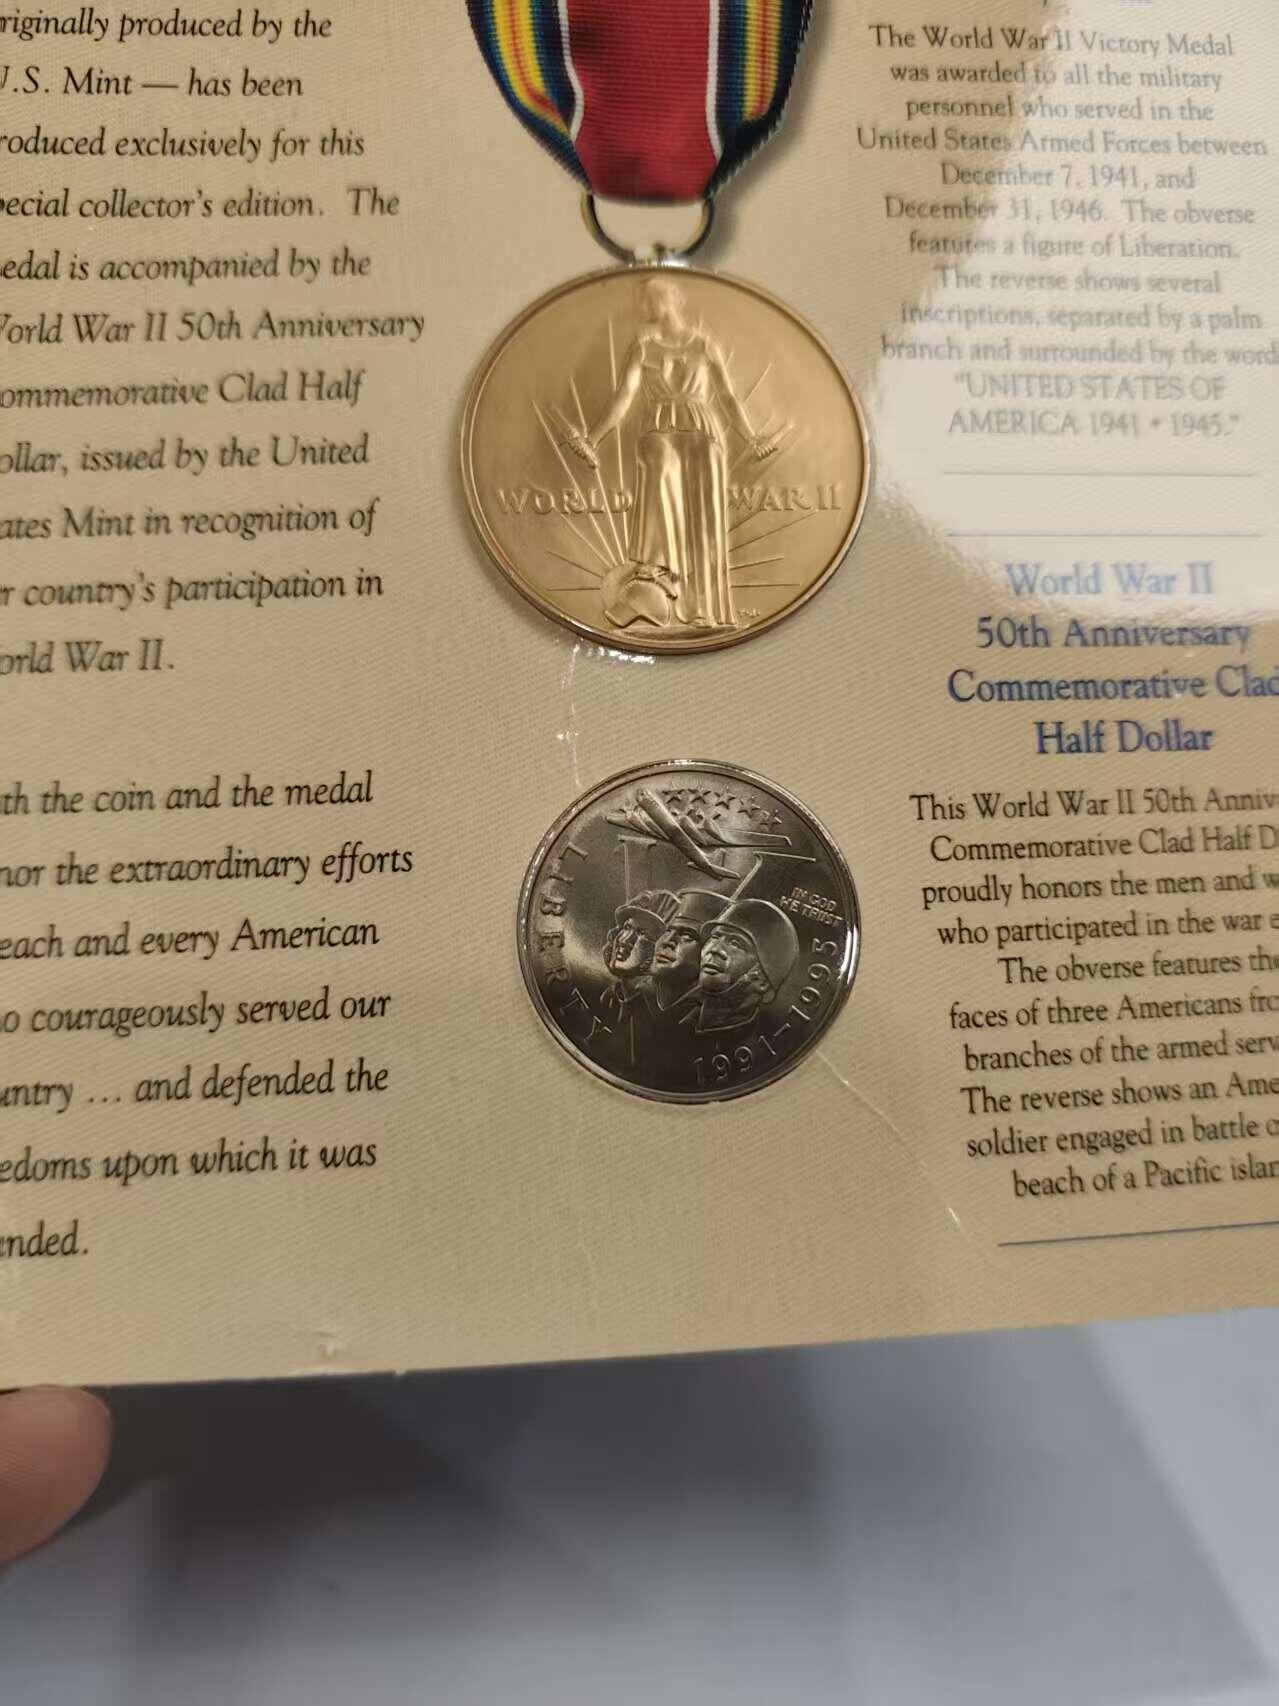 riginally produced by the
U.S. Mint — has been
roduced exclusively for this
pecial collector's edition. The
edal is accompanied by the
World War II 50th Anniversary
ommemorative Clad Half
ollar, issued by the United
ates Mint in recognition of
r country's participation in
orld War II.
th the coin and the medal
nor the extraordinary efforts
each and every American
o courageously served our
untry ... and defended the
edoms upon which it was
unded.
WORLD WAR II
LIBERTY
IN GOD
WE TRUST
1991-1995
The World War II Victory Medal
was awarded to all the military
personnel who served in the
United States Armed Forces between
December 7, 1941, and
December 31, 1946. The obverse
features a figure of Liberation.
The reverse shows several
inscriptions, separated by a palm
branch and surrounded by the word
"UNITED STATES OF
AMERICA 1941 • 1945."
World War II
50th Anniversary
Commemorative Clad
Half Dollar
This World War II 50th Anniv
Commemorative Clad Half D
proudly honors the men and w
who participated in the war e
The obverse features the
faces of three Americans fro
branches of the armed serv
The reverse shows an Ame
soldier engaged in battle o
beach of a Pacific islan